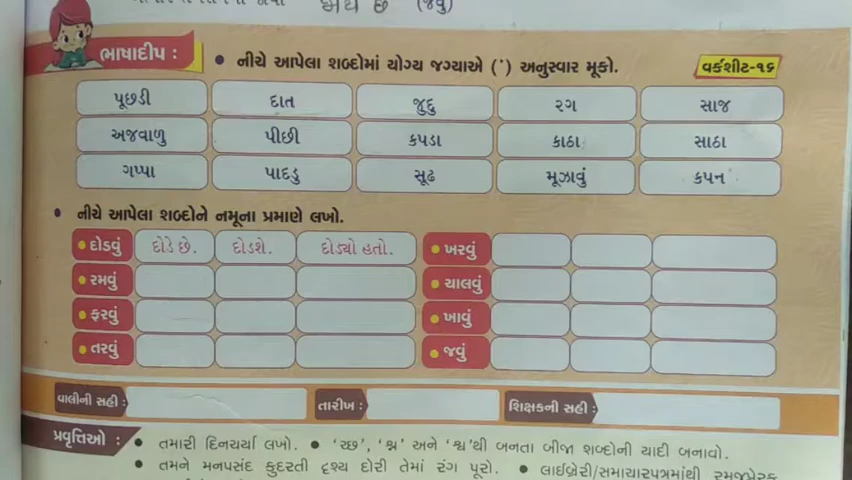 (જવું)
ભાષાદીપ :
• નીચે આપેલા શબ્દોમાં યોગ્ય જગ્યાએ (ં) અનુસ્વાર મૂકો.
વર્કશીટ-૧૬
પૂછડી દાત જુદુ રગ સાજ
અજવાળુ પીછી કપડા કાઠા સાઠા
ગપ્પા પાદડુ સૂઢ મૂઝાવું કપન
• નીચે આપેલા શબ્દોને નમૂના પ્રમાણે લખો.
• દોડવું દોડે છે. દોડશે. દોડ્યો હતો. • ખરવું
• રમવું • ચાલવું
• ફરવું • ખાવું
• તરવું • જવું
વાલીની સહી : તારીખ : શિક્ષકની સહી :
પ્રવૃત્તિઓ : • તમારી દિનચર્યા લખો. • ‘ચ્છ’, ‘શ્ન’ અને ‘શ્વ’થી બનતા બીજા શબ્દોની યાદી બનાવો.
• તમને મનપસંદ કુદરતી દૃશ્ય દોરી તેમાં રંગ પૂરો. • લાઇબ્રેરી/સમાચારપત્રમાંથી